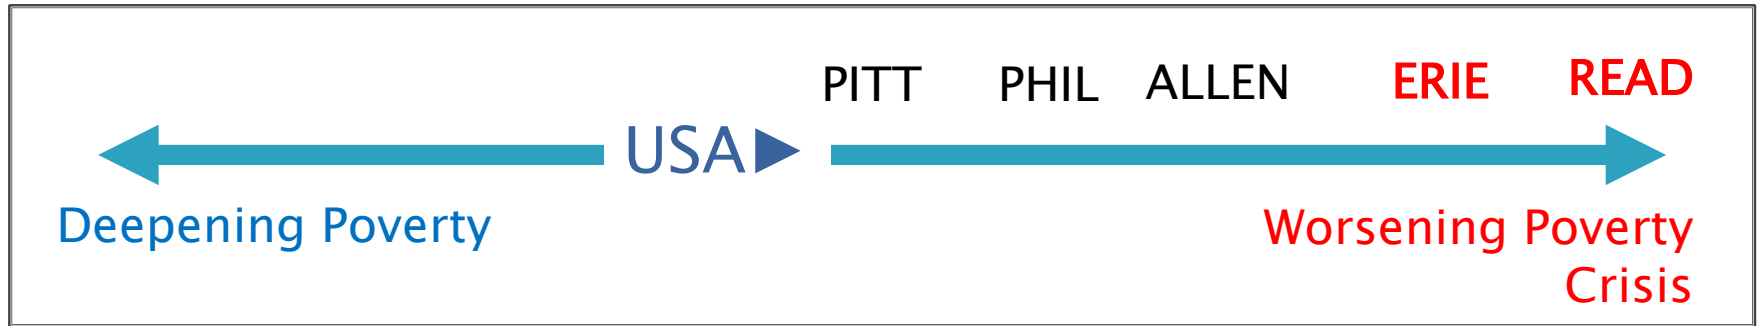 PITT PHIL ALLEN ERIE READ
USA
Deepening Poverty
Worsening Poverty
Crisis